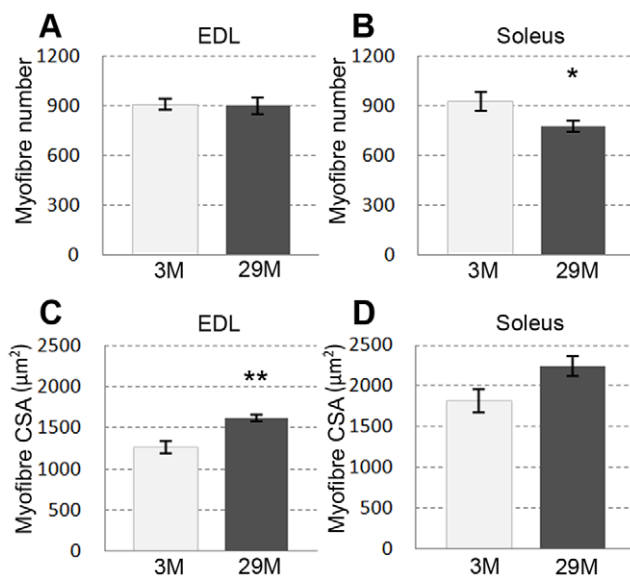 A
EDL
Myofibre number
1200
900
600
300
0
3M 29M
B
Soleus
Myofibre number
1200
900
600
300
0
*
3M 29M
C
EDL
Myofibre CSA (µm²)
2500
2000
1500
1000
500
0
**
3M 29M
D
Soleus
Myofibre CSA (µm²)
2500
2000
1500
1000
500
0
3M 29M